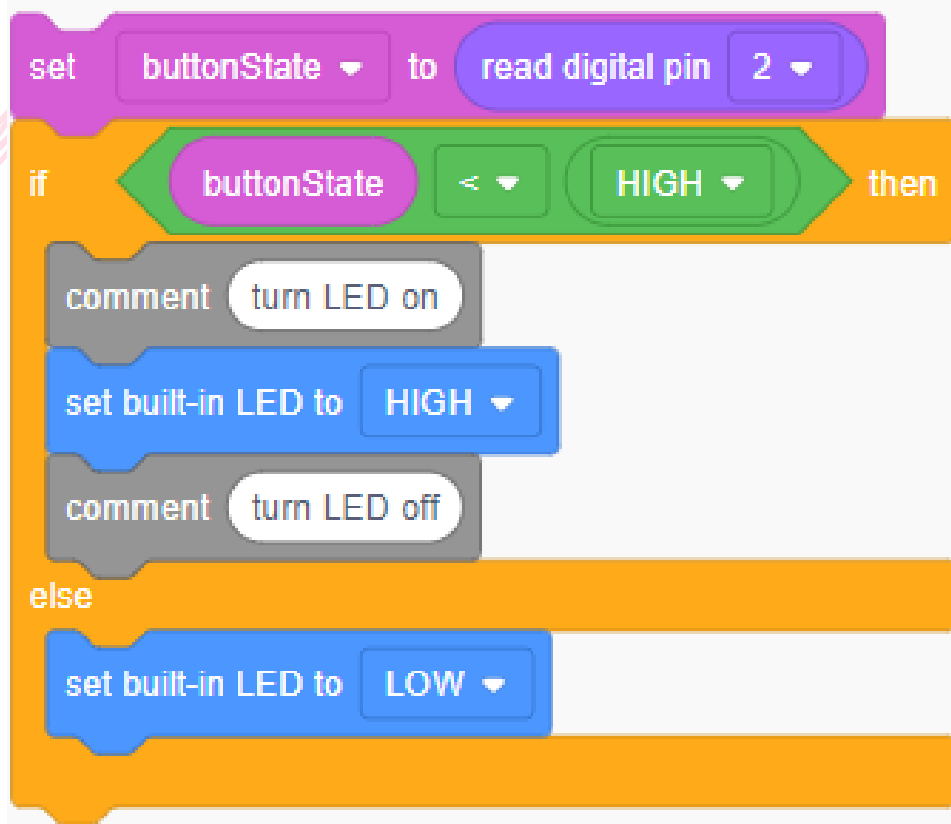 set buttonState to read digital pin 2
if buttonState < HIGH then
comment turn LED on
set built-in LED to HIGH
comment turn LED off
else
set built-in LED to LOW